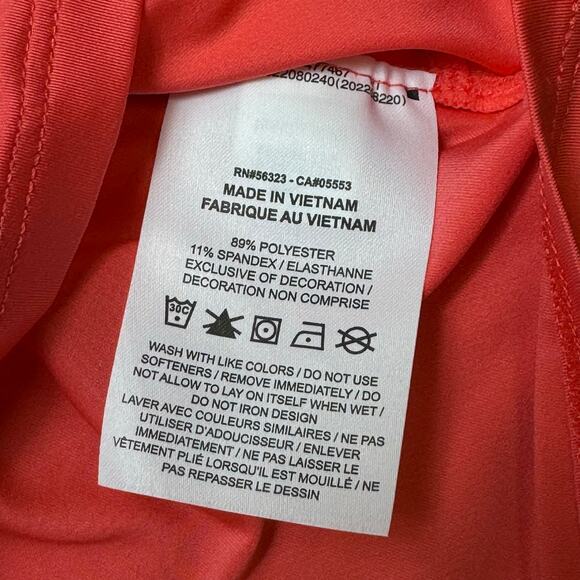 RN#56323 - CA#05553
MADE IN VIETNAM
FABRIQUE AU VIETNAM
89% POLYESTER
11% SPANDEX / ELASTHANNE
EXCLUSIVE OF DECORATION /
DECORATION NON COMPRISE
30C
WASH WITH LIKE COLORS / DO NOT USE
SOFTENERS / REMOVE IMMEDIATELY / DO
NOT ALLOW TO LAY ON ITSELF WHEN WET /
DO NOT IRON DESIGN
LAVER AVEC COULEURS SIMILAIRES / NE PAS
UTILISER D'ADOUCISSEUR/ ENLEVER
IMMÉDIATEMENT / NE PAS LAISSER LE
VÊTEMENT PLIÉ LORSQU'IL EST MOUILLÉ / NE
PAS REPASSER LE DESSIN